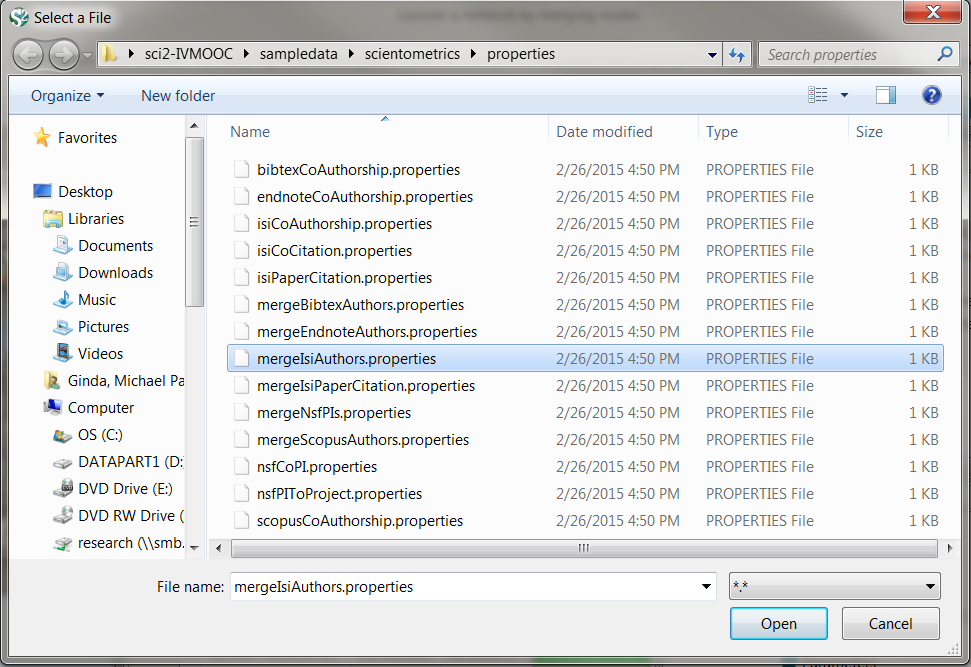 Update a network by merging nodes
Select a File
sci2-IVMOOC sampledata scientometrics properties Search properties
Organize New folder
Name Date modified Type Size
Favorites
Desktop
Libraries
Documents
Downloads
Music
Pictures
Videos
Ginda, Michael Pa
Computer
OS (C:)
DATAPART1 (D:
DVD Drive (E:)
DVD RW Drive (
research (\\smb.
bibtexCoAuthorship.properties 2/26/2015 4:50 PM PROPERTIES File 1 KB
endnoteCoAuthorship.properties 2/26/2015 4:50 PM PROPERTIES File 1 KB
isiCoAuthorship.properties 2/26/2015 4:50 PM PROPERTIES File 1 KB
isiCoCitation.properties 2/26/2015 4:50 PM PROPERTIES File 1 KB
isiPaperCitation.properties 2/26/2015 4:50 PM PROPERTIES File 1 KB
mergeBibtexAuthors.properties 2/26/2015 4:50 PM PROPERTIES File 1 KB
mergeEndnoteAuthors.properties 2/26/2015 4:50 PM PROPERTIES File 1 KB
mergeIsiAuthors.properties 2/26/2015 4:50 PM PROPERTIES File 1 KB
mergeIsiPaperCitation.properties 2/26/2015 4:50 PM PROPERTIES File 1 KB
mergeNsfPIs.properties 2/26/2015 4:50 PM PROPERTIES File 1 KB
mergeScopusAuthors.properties 2/26/2015 4:50 PM PROPERTIES File 1 KB
nsfCoPI.properties 2/26/2015 4:50 PM PROPERTIES File 1 KB
nsfPIToProject.properties 2/26/2015 4:50 PM PROPERTIES File 1 KB
scopusCoAuthorship.properties 2/26/2015 4:50 PM PROPERTIES File 1 KB
File name: mergeIsiAuthors.properties *.*
Open Cancel